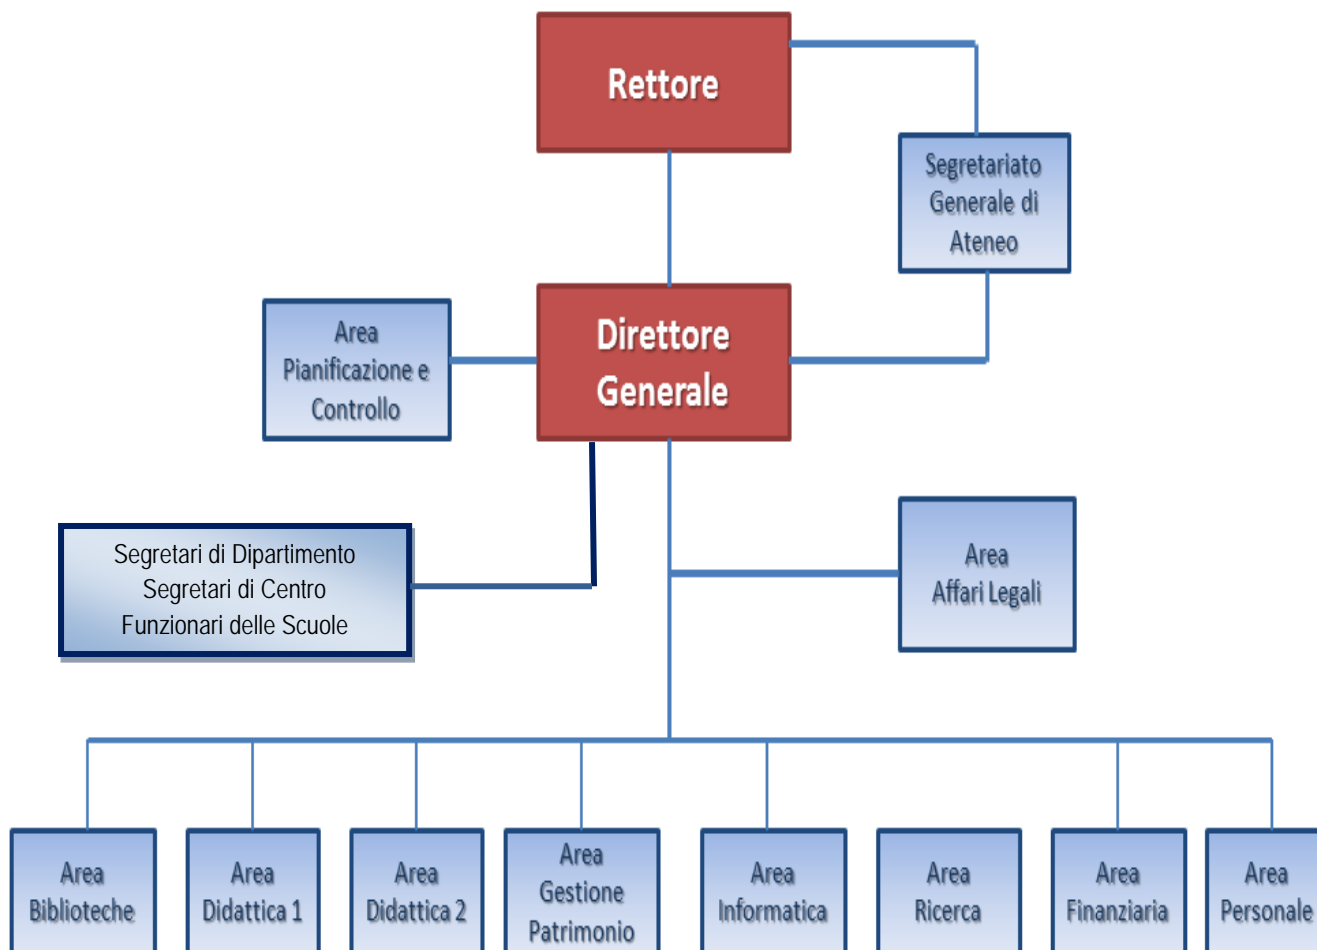 Rettore
Segretariato
Generale di
Ateneo
Direttore
Generale
Area
Pianificazione e
Controllo
Segretari di Dipartimento
Segretari di Centro
Funzionari delle Scuole
Area
Affari Legali
Area
Biblioteche
Area
Didattica 1
Area
Didattica 2
Area
Gestione
Patrimonio
Area
Informatica
Area
Ricerca
Area
Finanziaria
Area
Personale